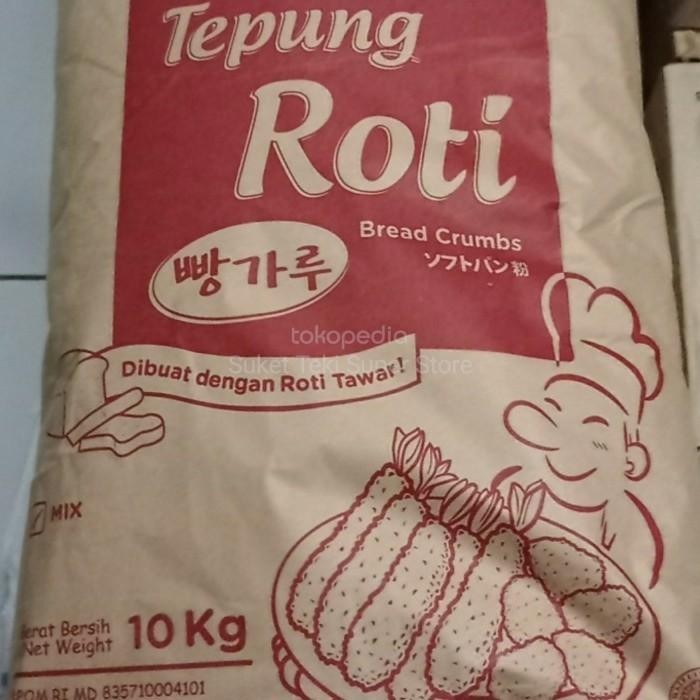 Tepung
Roti
Bread Crumbs
ソフトパン粉
빵가루
tokopedia
Suket Teki Super Store
Dibuat dengan Roti Tawar!
MIX
Berat Bersih
Net Weight
10 Kg
BPOM RI MD 835710004101